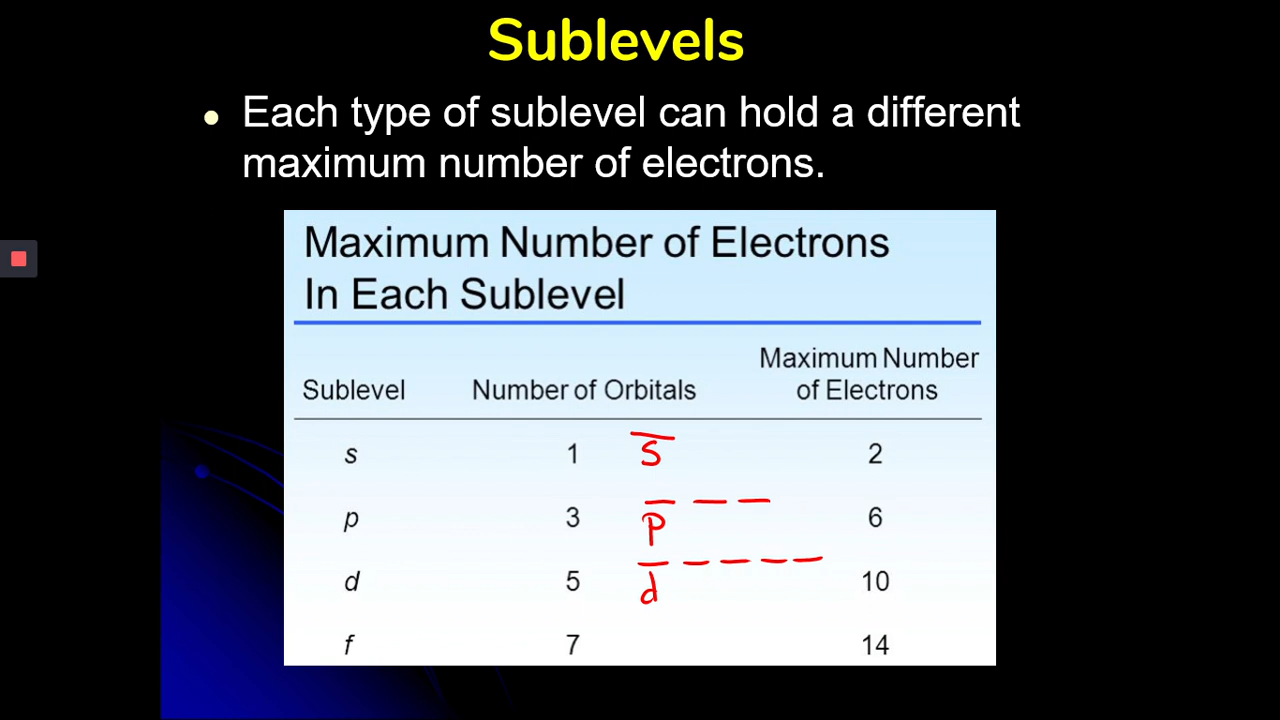 Sublevels
• Each type of sublevel can hold a different
maximum number of electrons.
Maximum Number of Electrons
In Each Sublevel
Sublevel Number of Orbitals Maximum Number of Electrons
s 1 s 2
p 3 p 6
d 5 d 10
f 7 14